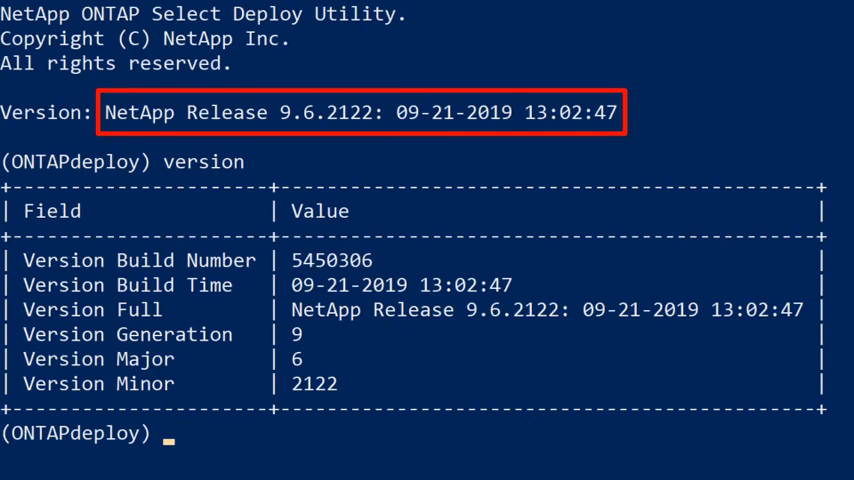 NetApp ONTAP Select Deploy Utility.
Copyright (C) NetApp Inc.
All rights reserved.
Version: NetApp Release 9.6.2122: 09-21-2019 13:02:47
(ONTAPdeploy) version
+-----------------------+----------------------------------------------+
| Field                 | Value                                        |
+-----------------------+----------------------------------------------+
| Version Build Number | 5450306 |
| Version Build Time | 09-21-2019 13:02:47 |
| Version Full | NetApp Release 9.6.2122: 09-21-2019 13:02:47 |
| Version Generation | 9 |
| Version Major | 6 |
| Version Minor | 2122 |
+-----------------------+----------------------------------------------+
(ONTAPdeploy) _